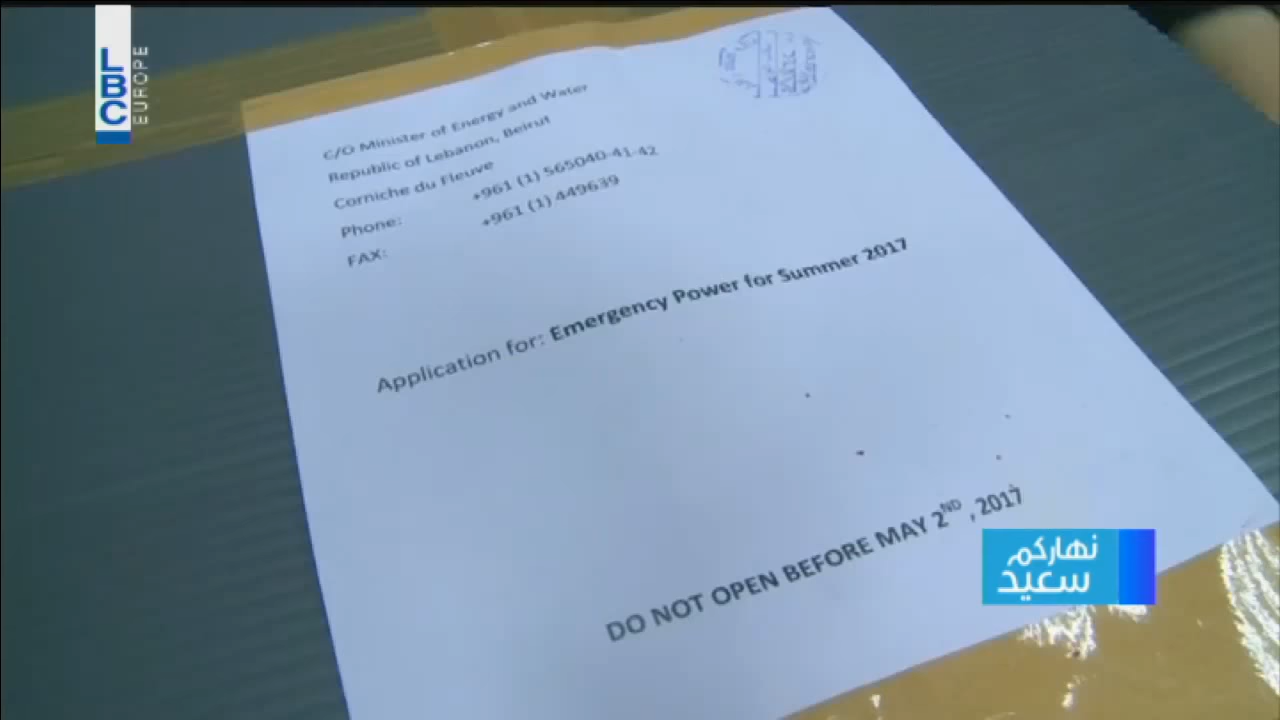 LBC
EUROPE
C/O Minister of Energy and Water
Republic of Lebanon, Beirut
Corniche du Fleuve
Phone: +961 (1) 565040-41-42
FAX: +961 (1) 449639
Application for: Emergency Power for Summer 2017
DO NOT OPEN BEFORE MAY 2ND, 2017
نهاركم
سعيد